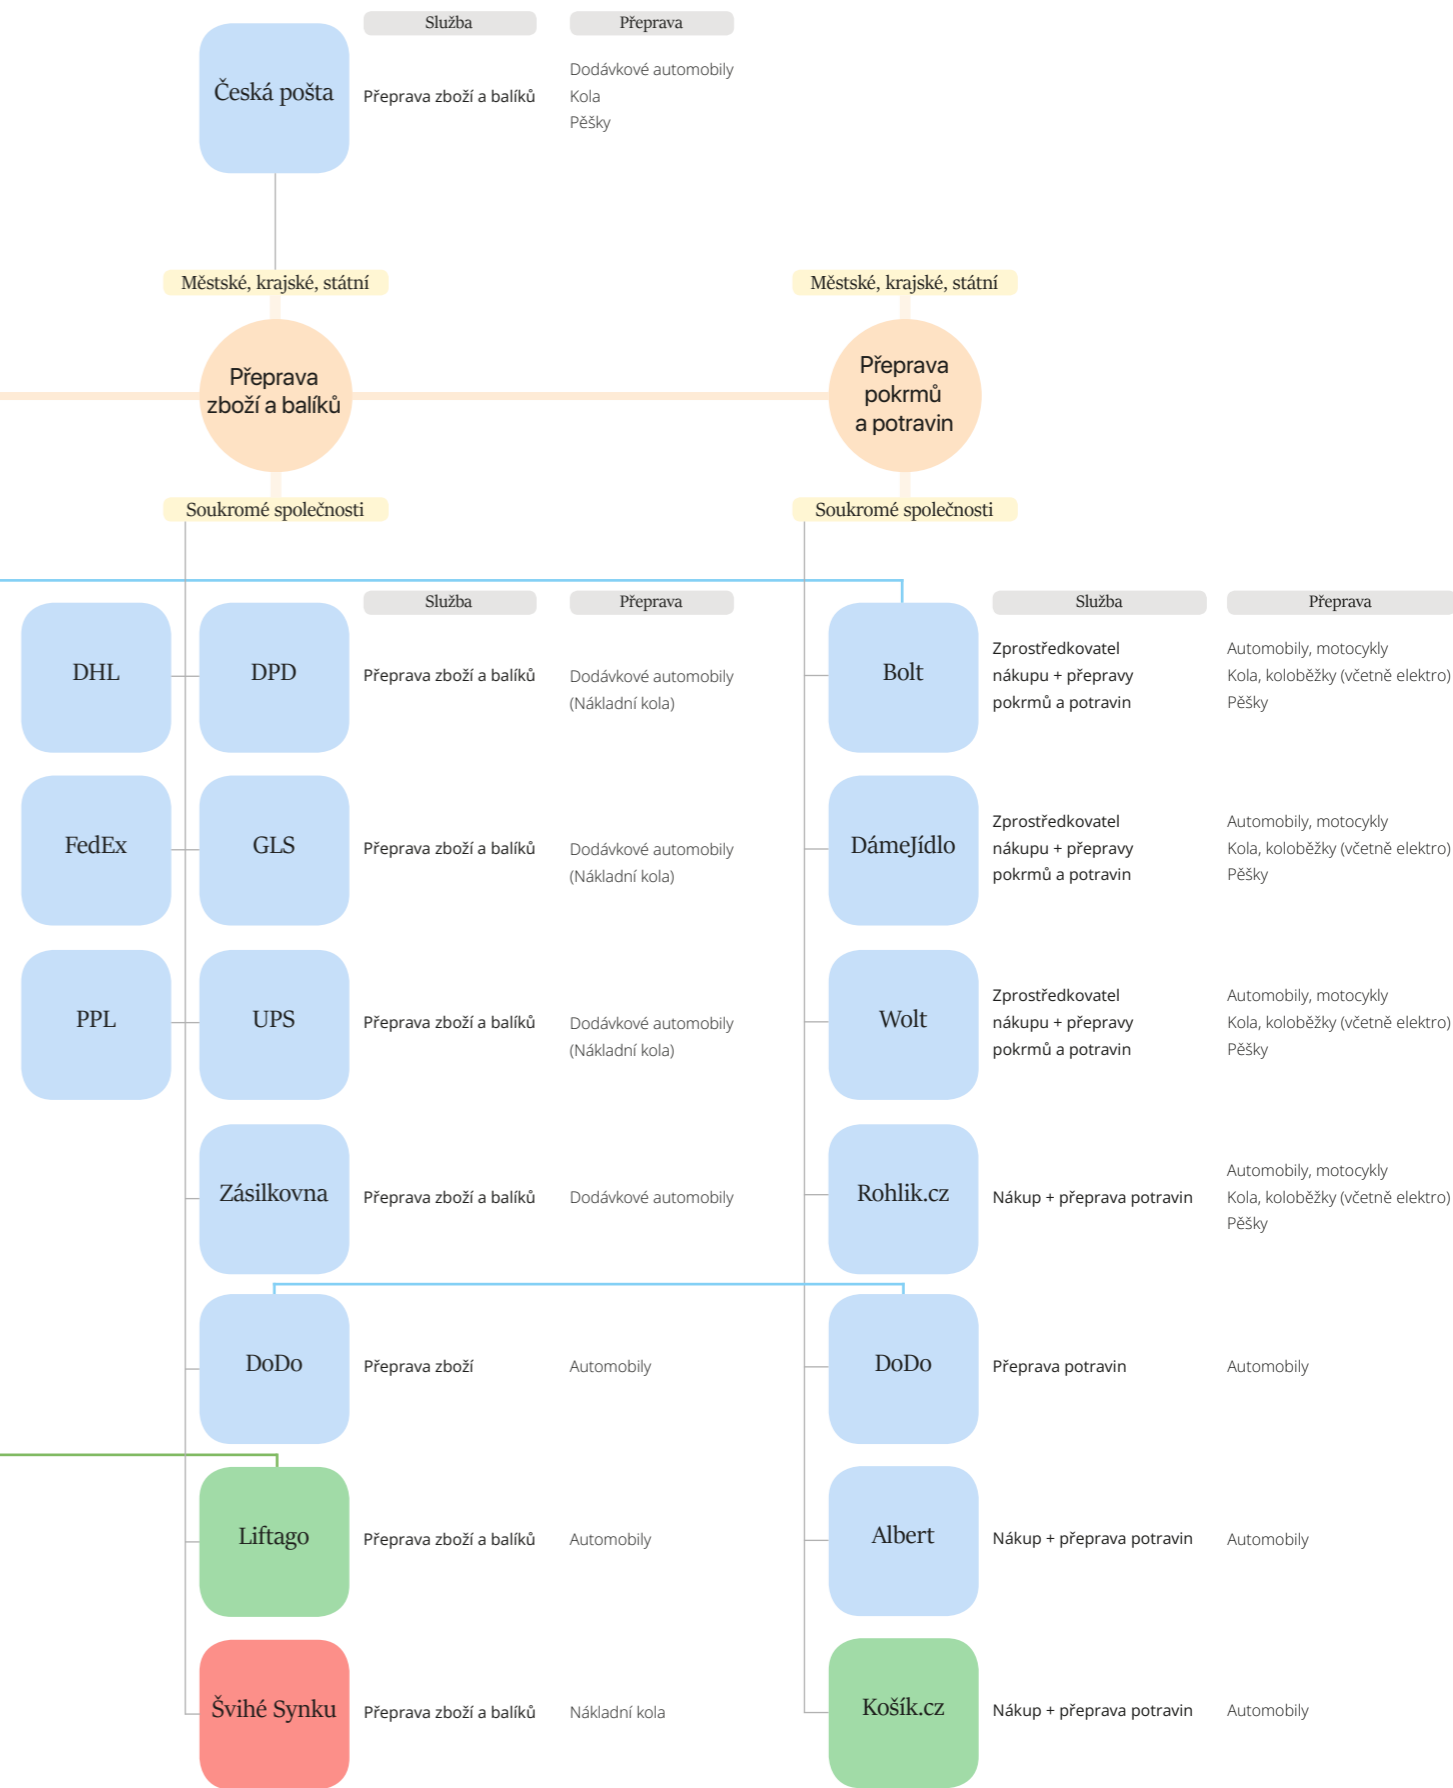 Služba
Přeprava
Česká pošta
Přeprava zboží a balíků
Dodávkové automobily
Kola
Pěšky
Městské, krajské, státní
Městské, krajské, státní
Přeprava
zboží a balíků
Přeprava
pokrmů
a potravin
Soukromé společnosti
Soukromé společnosti
Služba
Přeprava
DHL
DPD
Přeprava zboží a balíků
Dodávkové automobily
(Nákladní kola)
FedEx
GLS
Přeprava zboží a balíků
Dodávkové automobily
(Nákladní kola)
PPL
UPS
Přeprava zboží a balíků
Dodávkové automobily
(Nákladní kola)
Zásilkovna
Přeprava zboží a balíků
Dodávkové automobily
DoDo
Přeprava zboží
Automobily
Liftago
Přeprava zboží a balíků
Automobily
Švihé Synku
Přeprava zboží a balíků
Nákladní kola
Služba
Přeprava
Bolt
Zprostředkovatel
nákupu + přepravy
pokrmů a potravin
Automobily, motocykly
Kola, koloběžky (včetně elektro)
Pěšky
DámeJídlo
Zprostředkovatel
nákupu + přepravy
pokrmů a potravin
Automobily, motocykly
Kola, koloběžky (včetně elektro)
Pěšky
Wolt
Zprostředkovatel
nákupu + přepravy
pokrmů a potravin
Automobily, motocykly
Kola, koloběžky (včetně elektro)
Pěšky
Rohlik.cz
Nákup + přeprava potravin
Automobily, motocykly
Kola, koloběžky (včetně elektro)
Pěšky
DoDo
Přeprava potravin
Automobily
Albert
Nákup + přeprava potravin
Automobily
Košík.cz
Nákup + přeprava potravin
Automobily